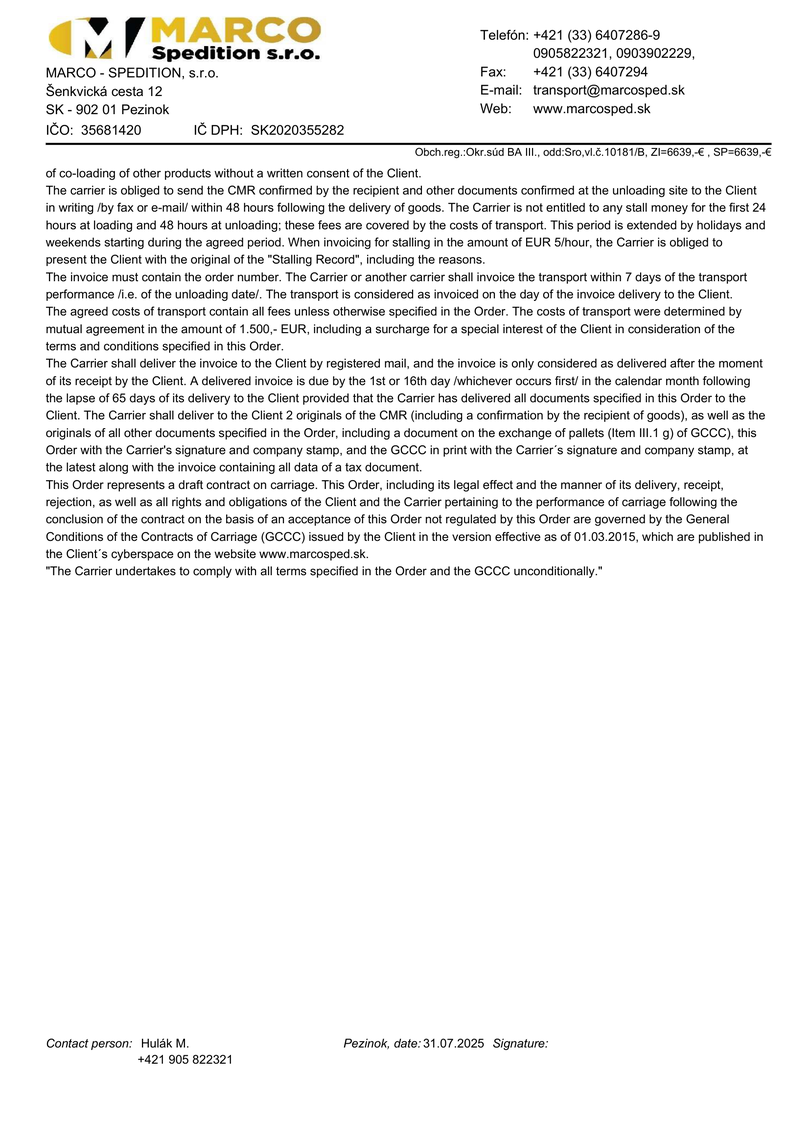 MARCO
Spedition s.r.o.
MARCO - SPEDITION, s.r.o.
Šenkvická cesta 12
SK - 902 01 Pezinok
IČO: 35681420 IČ DPH: SK2020355282
Telefón: +421 (33) 6407286-9
0905822321, 0903902229,
Fax: +421 (33) 6407294
E-mail: transport@marcosped.sk
Web: www.marcosped.sk
Obch.reg.:Okr.súd BA III., odd:Sro,vl.č.10181/B, ZI=6639,-€ , SP=6639,-€
of co-loading of other products without a written consent of the Client.
The carrier is obliged to send the CMR confirmed by the recipient and other documents confirmed at the unloading site to the Client
in writing /by fax or e-mail/ within 48 hours following the delivery of goods. The Carrier is not entitled to any stall money for the first 24
hours at loading and 48 hours at unloading; these fees are covered by the costs of transport. This period is extended by holidays and
weekends starting during the agreed period. When invoicing for stalling in the amount of EUR 5/hour, the Carrier is obliged to
present the Client with the original of the "Stalling Record", including the reasons.
The invoice must contain the order number. The Carrier or another carrier shall invoice the transport within 7 days of the transport
performance /i.e. of the unloading date/. The transport is considered as invoiced on the day of the invoice delivery to the Client.
The agreed costs of transport contain all fees unless otherwise specified in the Order. The costs of transport were determined by
mutual agreement in the amount of 1.500,- EUR, including a surcharge for a special interest of the Client in consideration of the
terms and conditions specified in this Order.
The Carrier shall deliver the invoice to the Client by registered mail, and the invoice is only considered as delivered after the moment
of its receipt by the Client. A delivered invoice is due by the 1st or 16th day /whichever occurs first/ in the calendar month following
the lapse of 65 days of its delivery to the Client provided that the Carrier has delivered all documents specified in this Order to the
Client. The Carrier shall deliver to the Client 2 originals of the CMR (including a confirmation by the recipient of goods), as well as the
originals of all other documents specified in the Order, including a document on the exchange of pallets (Item III.1 g) of GCCC), this
Order with the Carrier's signature and company stamp, and the GCCC in print with the Carrier´s signature and company stamp, at
the latest along with the invoice containing all data of a tax document.
This Order represents a draft contract on carriage. This Order, including its legal effect and the manner of its delivery, receipt,
rejection, as well as all rights and obligations of the Client and the Carrier pertaining to the performance of carriage following the
conclusion of the contract on the basis of an acceptance of this Order not regulated by this Order are governed by the General
Conditions of the Contracts of Carriage (GCCC) issued by the Client in the version effective as of 01.03.2015, which are published in
the Client´s cyberspace on the website www.marcosped.sk.
"The Carrier undertakes to comply with all terms specified in the Order and the GCCC unconditionally."
Contact person: Hulák M. Pezinok, date: 31.07.2025 Signature:
+421 905 822321